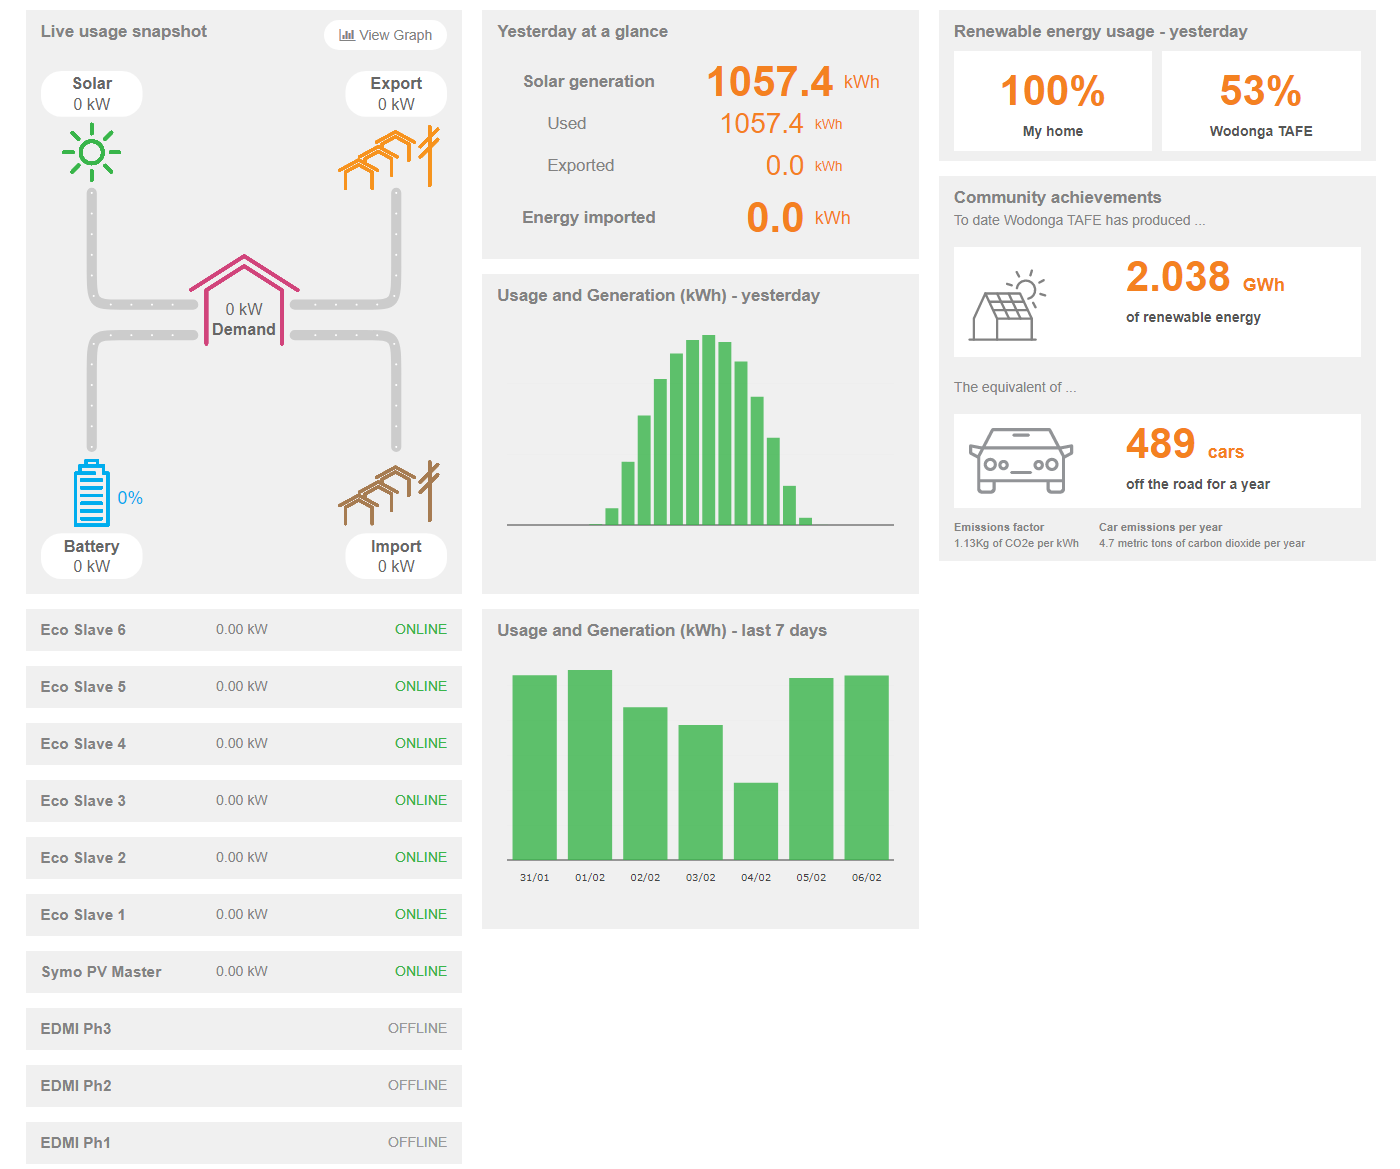 Live usage snapshot
View Graph
Solar
0 kW
Export
0 kW
0 kW
Demand
0%
Battery
0 kW
Import
0 kW
Eco Slave 6 0.00 kW ONLINE
Eco Slave 5 0.00 kW ONLINE
Eco Slave 4 0.00 kW ONLINE
Eco Slave 3 0.00 kW ONLINE
Eco Slave 2 0.00 kW ONLINE
Eco Slave 1 0.00 kW ONLINE
Symo PV Master 0.00 kW ONLINE
EDMI Ph3 OFFLINE
EDMI Ph2 OFFLINE
EDMI Ph1 OFFLINE
Yesterday at a glance
Solar generation 1057.4 kWh
Used 1057.4 kWh
Exported 0.0 kWh
Energy imported 0.0 kWh
Usage and Generation (kWh) - yesterday
Usage and Generation (kWh) - last 7 days
31/01 01/02 02/02 03/02 04/02 05/02 06/02
Renewable energy usage - yesterday
100%
My home
53%
Wodonga TAFE
Community achievements
To date Wodonga TAFE has produced ...
2.038 GWh
of renewable energy
The equivalent of ...
489 cars
off the road for a year
Emissions factor
1.13Kg of CO2e per kWh
Car emissions per year
4.7 metric tons of carbon dioxide per year